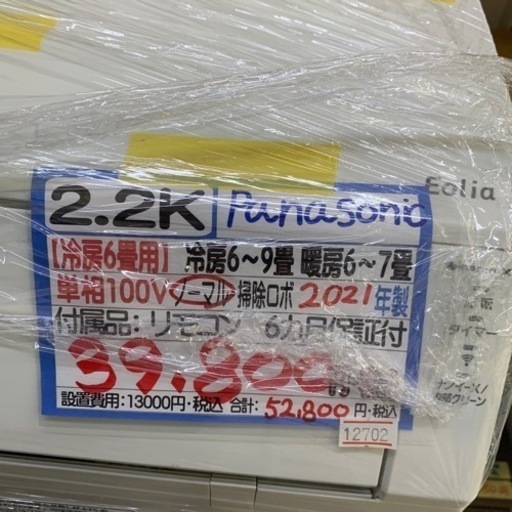 Eolia
2.2K Panasonic
【冷房6畳用】 冷房6～9畳 暖房6～7畳
単相100V ノーマル 掃除ロボ 2021年製
付属品：リモコン 6カ月保証付
39.800
設置費用：13000円・税込 合計：52,800円・税込
12702
タイマー